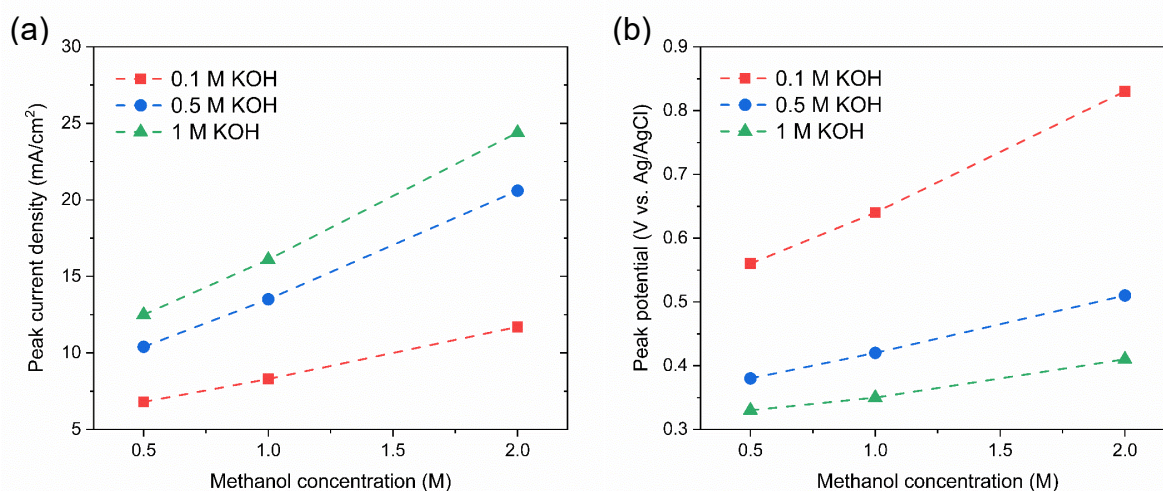 (a)
30
25
20
15
10
5
Peak current density (mA/cm²)
0.1 M KOH
0.5 M KOH
1 M KOH
0.5
1.0
1.5
2.0
Methanol concentration (M)
(b)
0.9
0.8
0.7
0.6
0.5
0.4
0.3
Peak potential (V vs. Ag/AgCl)
0.1 M KOH
0.5 M KOH
1 M KOH
0.5
1.0
1.5
2.0
Methanol concentration (M)